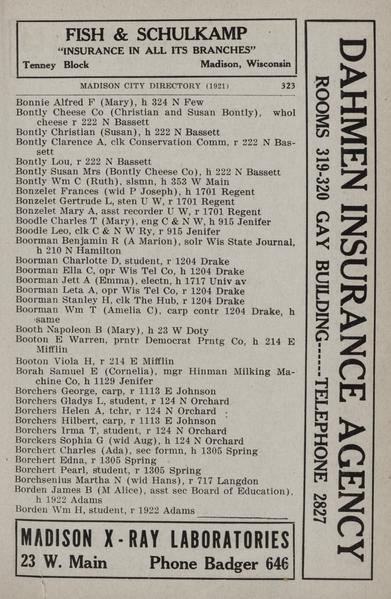 FISH & SCHULKAMP
"INSURANCE IN ALL ITS BRANCHES"
Tenney Block Madison, Wisconsin
MADISON CITY DIRECTORY (1921) 323
Bonnie Alfred F (Mary), h 324 N Few
Bontly Cheese Co (Christian and Susan Bontly), whol
cheese r 222 N Bassett
Bontly Christian (Susan), h 222 N Bassett
Bontly Clarence A, clk Conservation Comm, r 222 N Bas-
sett
Bontly Lou, r 222 N Bassett
Bontly Susan Mrs (Bontly Cheese Co), h 222 N Bassett
Bontly Wm C (Ruth), slsmn, h 353 W Main
Bonzelet Frances (wid P Joseph), h 1701 Regent
Bonzelet Gertrude L, sten U W, r 1701 Regent
Bonzelet Mary A, asst recorder U W, r 1701 Regent
Boodle Charles T (Mary), eng C & N W, h 915 Jenifer
Boodle Leo, clk C & N W Ry, r 915 Jenifer
Boorman Benjamin R (A Marion), solr Wis State Journal,
h 210 N Hamilton
Boorman Charlotte D, student, r 1204 Drake
Boorman Ella C, opr Wis Tel Co, h 1204 Drake
Boorman Jett A (Emma), electn, h 1717 Univ av
Boorman Leta A, opr Wis Tel Co, r 1204 Drake
Boorman Stanley H, clk The Hub, r 1204 Drake
Boorman Wm T (Amelia C), carp contr 1204 Drake, h
same
Booth Napoleon B (Mary), h 23 W Doty
Booton E Warren, prntr Democrat Prntg Co, h 214 E
Mifflin
Booton Viola H, r 214 E Mifflin
Borah Samuel E (Cornelia), mgr Hinman Milking Ma-
chine Co, h 1129 Jenifer
Borchers George, carp, r 1113 E Johnson
Borchers Gladys L, student, r 124 N Orchard
Borchers Helen A, tchr, r 124 N Orchard
Borchers Hilbert, carp, r 1113 E Johnson
Borchers Irma T, student, r 124 N Orchard
Borckers Sophia G (wid Aug), h 124 N Orchard
Borchert Charles (Ada), sec formn, h 1305 Spring
Borchert Edna, r 1305 Spring
Borchert Pearl, student, r 1305 Spring
Borchsenius Martha N (wid Hans), r 717 Langdon
Borden James B (M Alice), asst sec Board of Education),
h 1922 Adams
Borden Wm H, student, r 1922 Adams
MADISON X-RAY LABORATORIES
23 W. Main Phone Badger 646
DAHMEN INSURANCE AGENCY
ROOMS 319-320 GAY BUILDING------TELEPHONE 2827